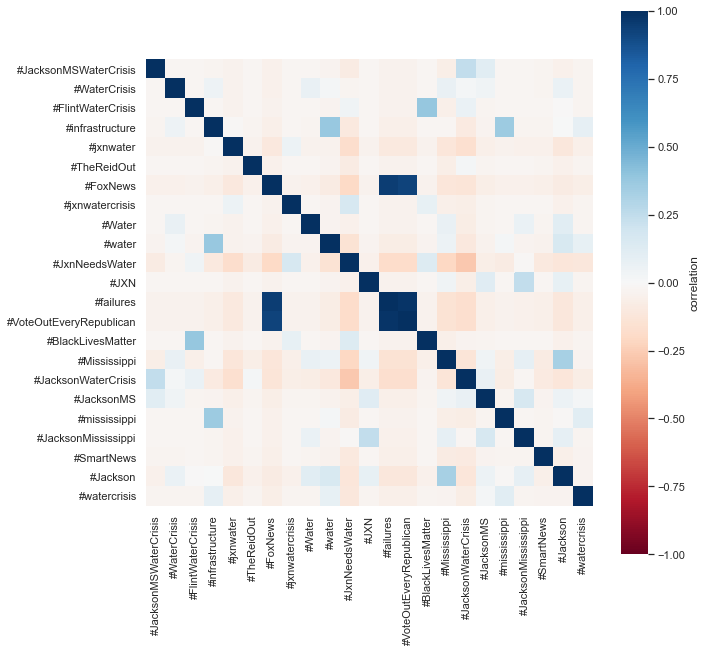 #JacksonMSWaterCrisis
#WaterCrisis
#FlintWaterCrisis
#infrastructure
#jxnwater
#TheReidOut
#FoxNews
#jxnwatercrisis
#Water
#water
#JxnNeedsWater
#JXN
#failures
#VoteOutEveryRepublican
#BlackLivesMatter
#Mississippi
#JacksonWaterCrisis
#JacksonMS
#mississippi
#JacksonMississippi
#SmartNews
#Jackson
#watercrisis
#JacksonMSWaterCrisis
#WaterCrisis
#FlintWaterCrisis
#infrastructure
#jxnwater
#TheReidOut
#FoxNews
#jxnwatercrisis
#Water
#water
#JxnNeedsWater
#JXN
#failures
#VoteOutEveryRepublican
#BlackLivesMatter
#Mississippi
#JacksonWaterCrisis
#JacksonMS
#mississippi
#JacksonMississippi
#SmartNews
#Jackson
#watercrisis
1.00
0.75
0.50
0.25
0.00
−0.25
−0.50
−0.75
−1.00
correlation